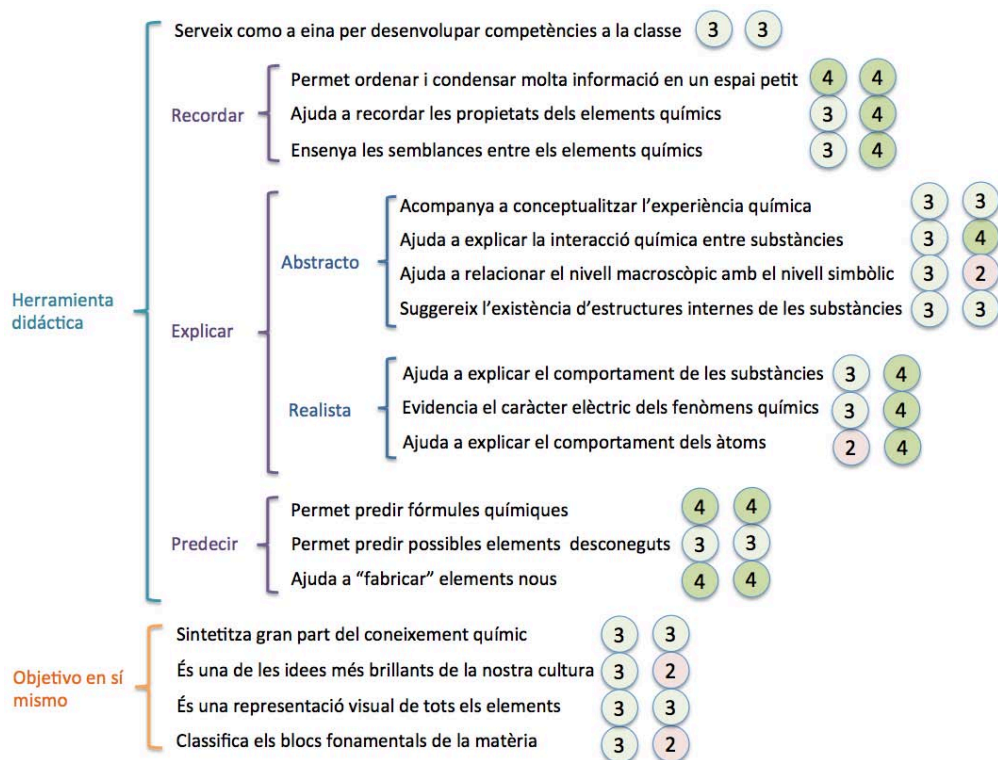 Serveix como a eina per desenvolupar competències a la classe 3 3
Permet ordenar i condensar molta informació en un espai petit 4 4
Recordar
Ajuda a recordar les propietats dels elements químics 3 4
Ensenya les semblances entre els elements químics 3 4
Acompanya a conceptualitzar l'experiència química 3 3
Ajuda a explicar la interacció química entre substàncies 3 4
Abstracto
Ajuda a relacionar el nivell macroscòpic amb el nivell simbòlic 3 2
Suggereix l'existència d'estructures internes de les substàncies 3 3
Herramienta
didáctica
Explicar
Ajuda a explicar el comportament de les substàncies 3 4
Realista
Evidencia el caràcter elèctric dels fenòmens químics 3 4
Ajuda a explicar el comportament dels àtoms 2 4
Permet predir fórmules químiques 4 4
Predecir
Permet predir possibles elements desconeguts 3 3
Ajuda a "fabricar" elements nous 4 4
Sintetitza gran part del coneixement químic 3 3
Objetivo en sí
mismo
És una de les idees més brillants de la nostra cultura 3 2
És una representació visual de tots els elements 3 3
Classifica els blocs fonamentals de la matèria 3 2